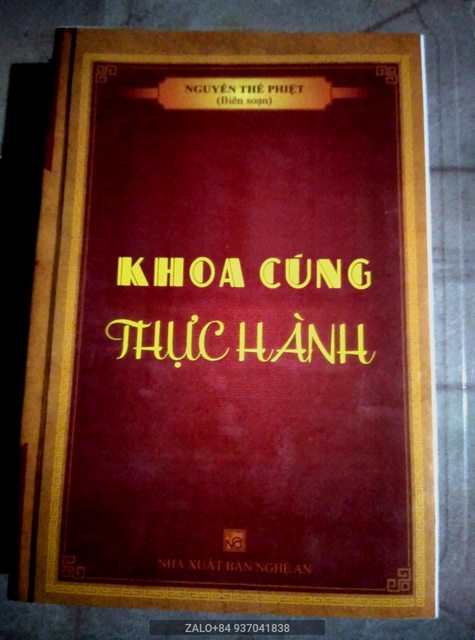 NGUYỄN THẾ PHIỆT
(Biên soạn)
KHOA CÚNG
THỰC HÀNH
NHÀ XUẤT BẢN NGHỆ AN
ZALO+84 937041838